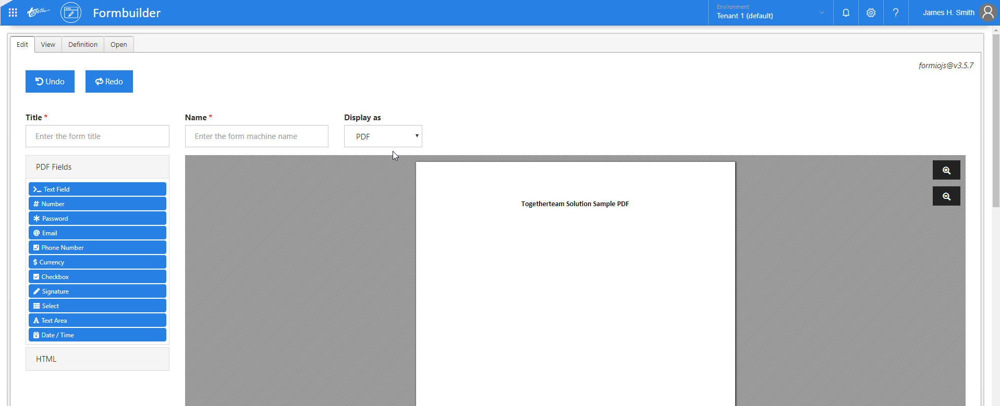 together
Formbuilder
Environment
Tenant 1 (default)
?
James H. Smith
Edit
View
Definition
Open
formiojs@v3.5.7
Undo
Redo
Title *
Name *
Display as
Enter the form title
Enter the form machine name
PDF
PDF Fields
Text Field
Number
Password
Email
Phone Number
Currency
Checkbox
Signature
Select
Text Area
Date / Time
HTML
Togetherteam Solution Sample PDF